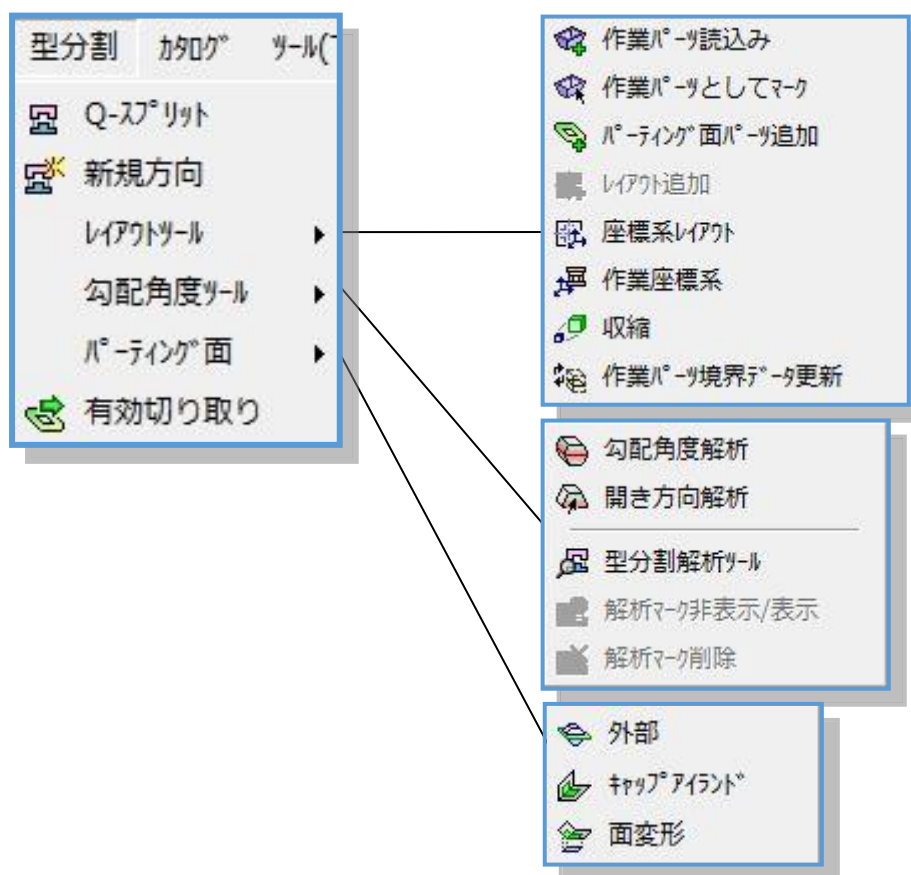 型分割 ｶﾀﾛｸﾞ ﾂｰﾙ(
Q-ｽﾌﾟﾘｯﾄ
新規方向
ﾚｲｱｳﾄﾂｰﾙ
勾配角度ﾂｰﾙ
ﾊﾟｰﾃｨﾝｸﾞ面
有効切り取り
作業ﾊﾟｰﾂ読込み
作業ﾊﾟｰﾂとしてﾏｰｸ
ﾊﾟｰﾃｨﾝｸﾞ面ﾊﾟｰﾂ追加
ﾚｲｱｳﾄ追加
座標系ﾚｲｱｳﾄ
作業座標系
収縮
作業ﾊﾟｰﾂ境界ﾃﾞｰﾀ更新
勾配角度解析
開き方向解析
型分割解析ﾂｰﾙ
解析ﾏｰｸ非表示/表示
解析ﾏｰｸ削除
外部
ｷｬｯﾌﾟｱｲﾗﾝﾄﾞ
面変形